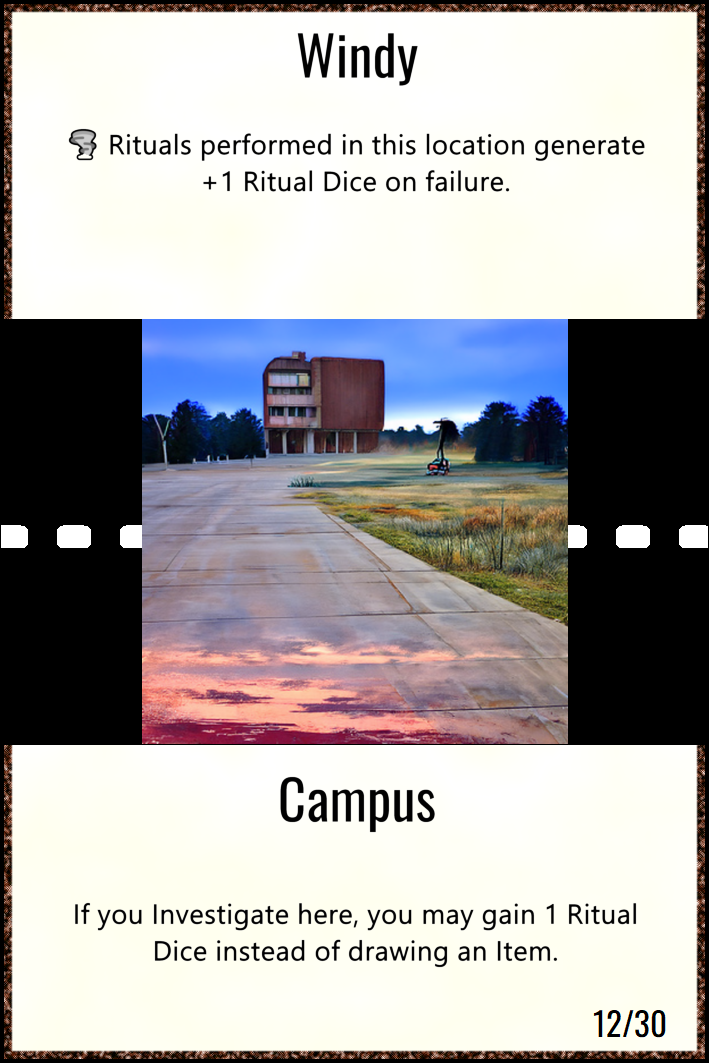 Windy
Rituals performed in this location generate
+1 Ritual Dice on failure.
Campus
If you Investigate here, you may gain 1 Ritual
Dice instead of drawing an Item.
12/30